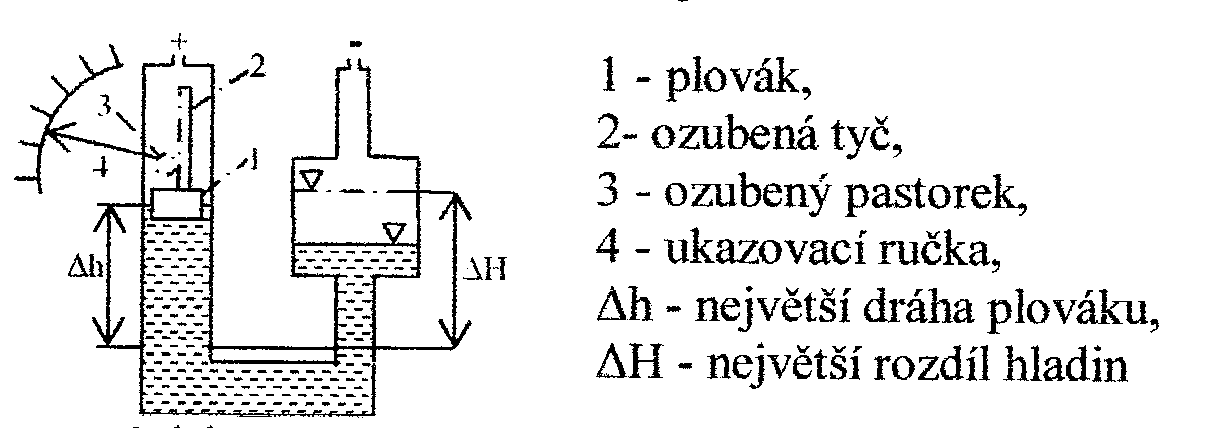 +
-
2
3
1
4
Δh
ΔH
1 - plovák,
2- ozubená tyč,
3 - ozubený pastorek,
4 - ukazovací ručka,
Δh - největší dráha plováku,
ΔH - největší rozdíl hladin